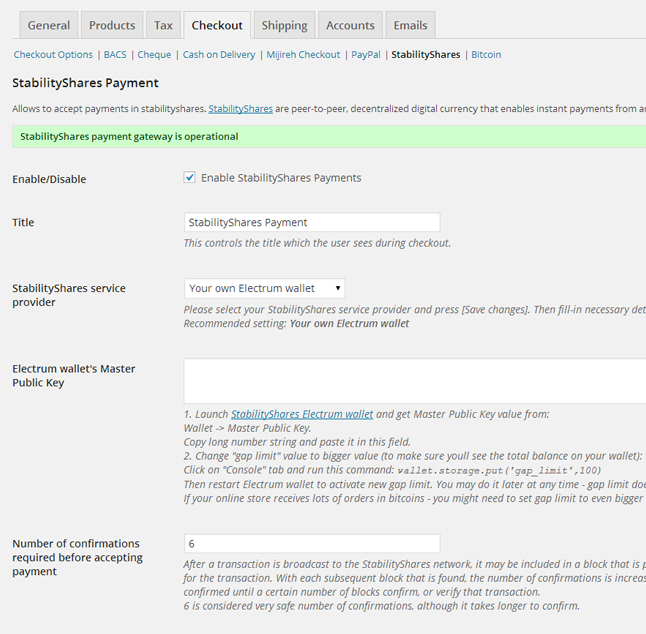 General Products Tax Checkout Shipping Accounts Emails
Checkout Options | BACS | Cheque | Cash on Delivery | Mijireh Checkout | PayPal | StabilityShares | Bitcoin
StabilityShares Payment
Allows to accept payments in stabilityshares. StabilityShares are peer-to-peer, decentralized digital currency that enables instant payments from
StabilityShares payment gateway is operational
Enable/Disable
Enable StabilityShares Payments
Title
StabilityShares Payment
This controls the title which the user sees during checkout.
StabilityShares service
provider
Your own Electrum wallet
Please select your StabilityShares service provider and press [Save changes]. Then fill-in necessary
Recommended setting: Your own Electrum wallet
Electrum wallet's Master
Public Key
1. Launch StabilityShares Electrum wallet and get Master Public Key value from:
Wallet -> Master Public Key.
Copy long number string and paste it in this field.
2. Change "gap limit" value to bigger value (to make sure youll see the total balance on your wallet):
Click on "Console" tab and run this command: wallet.storage.put('gap_limit',100)
Then restart Electrum wallet to activate new gap limit. You may do it later at any time - gap limit
If your online store receives lots of orders in bitcoins - you might need to set gap limit to even bigger
Number of confirmations
required before accepting
payment
6
After a transaction is broadcast to the StabilityShares network, it may be included in a block that is
for the transaction. With each subsequent block that is found, the number of confirmations is
confirmed until a certain number of blocks confirm, or verify that transaction.
6 is considered very safe number of confirmations, although it takes longer to confirm.